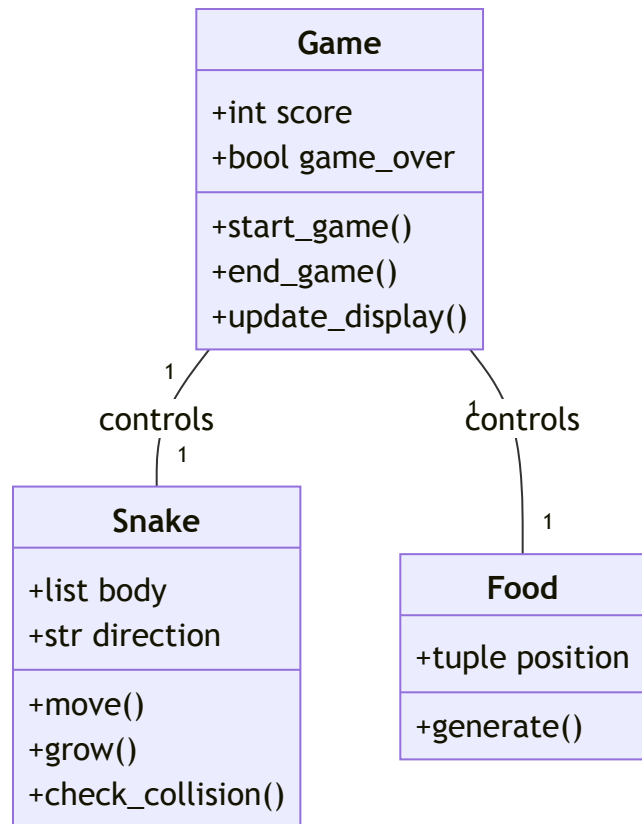 Game
+int score
+bool game_over
+start_game()
+end_game()
+update_display()
1
controls
1
1
controls
1
Snake
+list body
+str direction
+move()
+grow()
+check_collision()
Food
+tuple position
+generate()